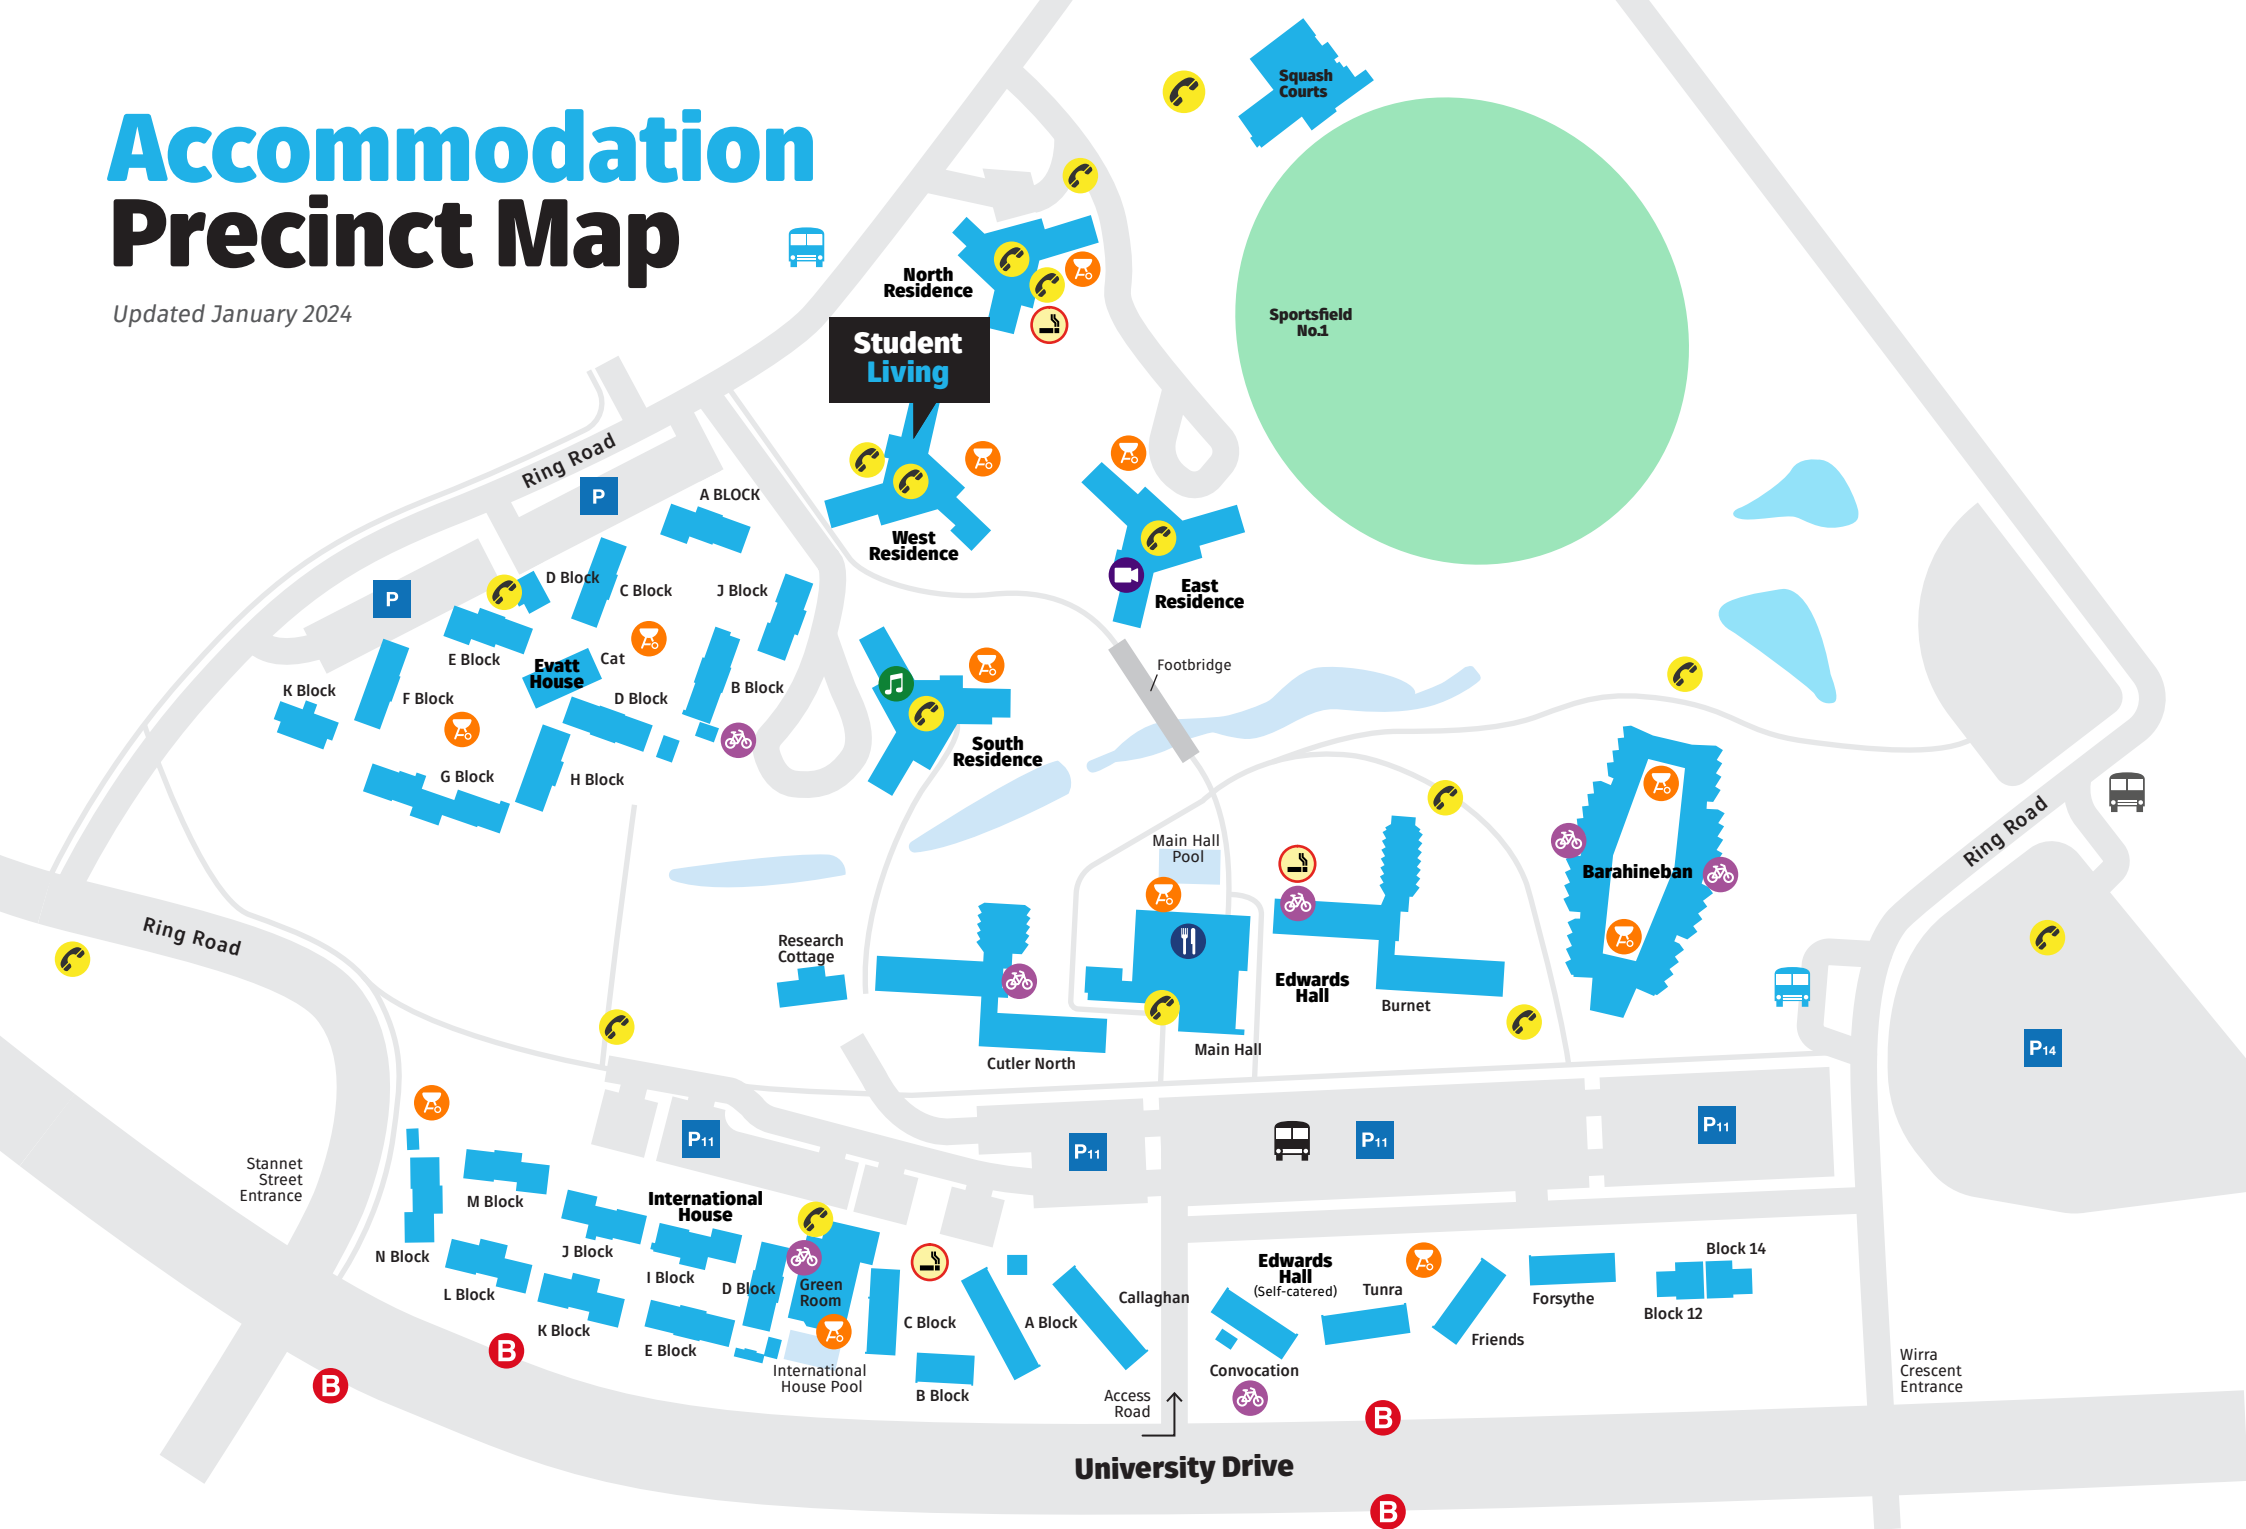 Accommodation
Precinct Map
Updated January 2024
Squash
Courts
North
Residence
Sportsfield
No.1
Student
Living
Ring Road
P
A BLOCK
West
Residence
D Block
C Block
J Block
East
Residence
P
E Block
Evatt
House
Cat
K Block
F Block
D Block
B Block
Footbridge
G Block
H Block
South
Residence
Ring Road
Main Hall
Pool
Barahineban
Ring Road
Research
Cottage
Edwards
Hall
Burnet
Cutler North
Main Hall
P14
P11
P11
P11
P11
Stannet
Street
Entrance
M Block
International
House
N Block
J Block
I Block
L Block
K Block
D Block
Green
Room
E Block
C Block
A Block
B Block
International
House Pool
Callaghan
Edwards
Hall
(Self-catered)
Tunra
Forsythe
Block 14
Block 12
Friends
Convocation
Access
Road
Wirra
Crescent
Entrance
B
B
B
University Drive
B